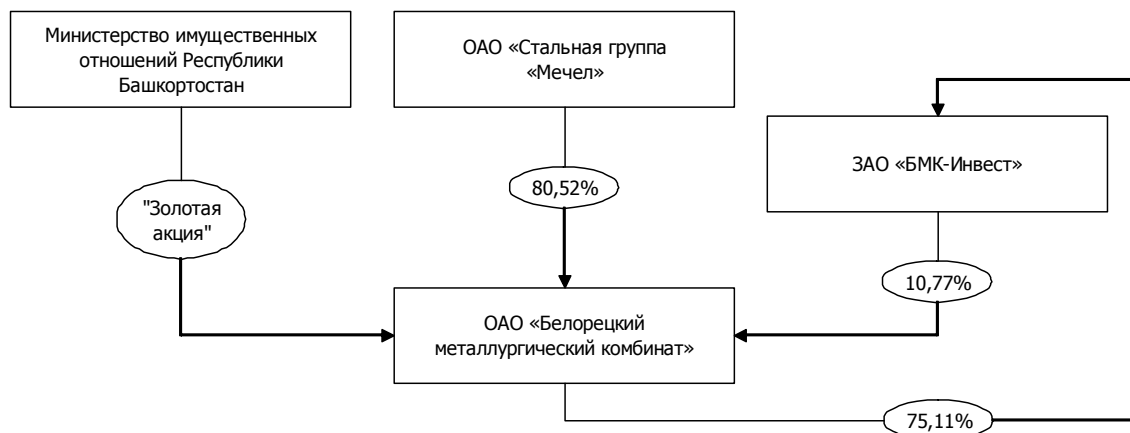 Министерство имущественных
отношений Республики
Башкортостан
ОАО «Стальная группа
«Мечел»
ЗАО «БМК-Инвест»
80,52%
"Золотая
акция"
10,77%
ОАО «Белорецкий
металлургический комбинат»
75,11%